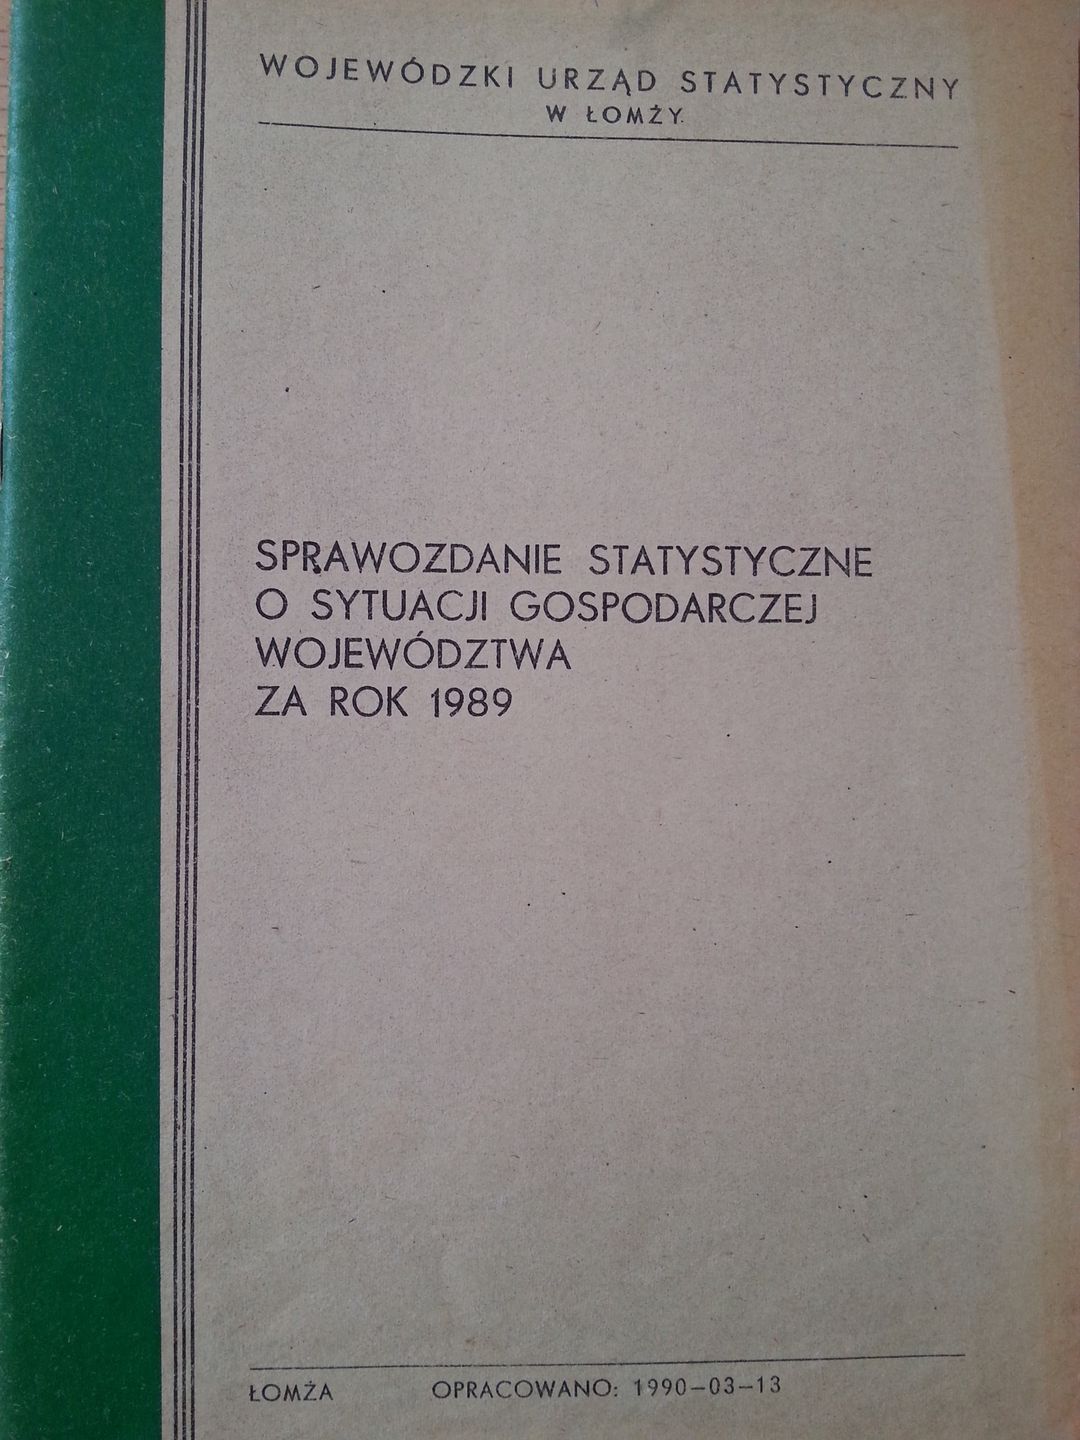 WOJEWÓDZKI URZĄD STATYSTYCZNY
W ŁOMŻY
SPRAWOZDANIE STATYSTYCZNE
O SYTUACJI GOSPODARCZEJ
WOJEWÓDZTWA
ZA ROK 1989
ŁOMŻA OPRACOWANO: 1990-03-13